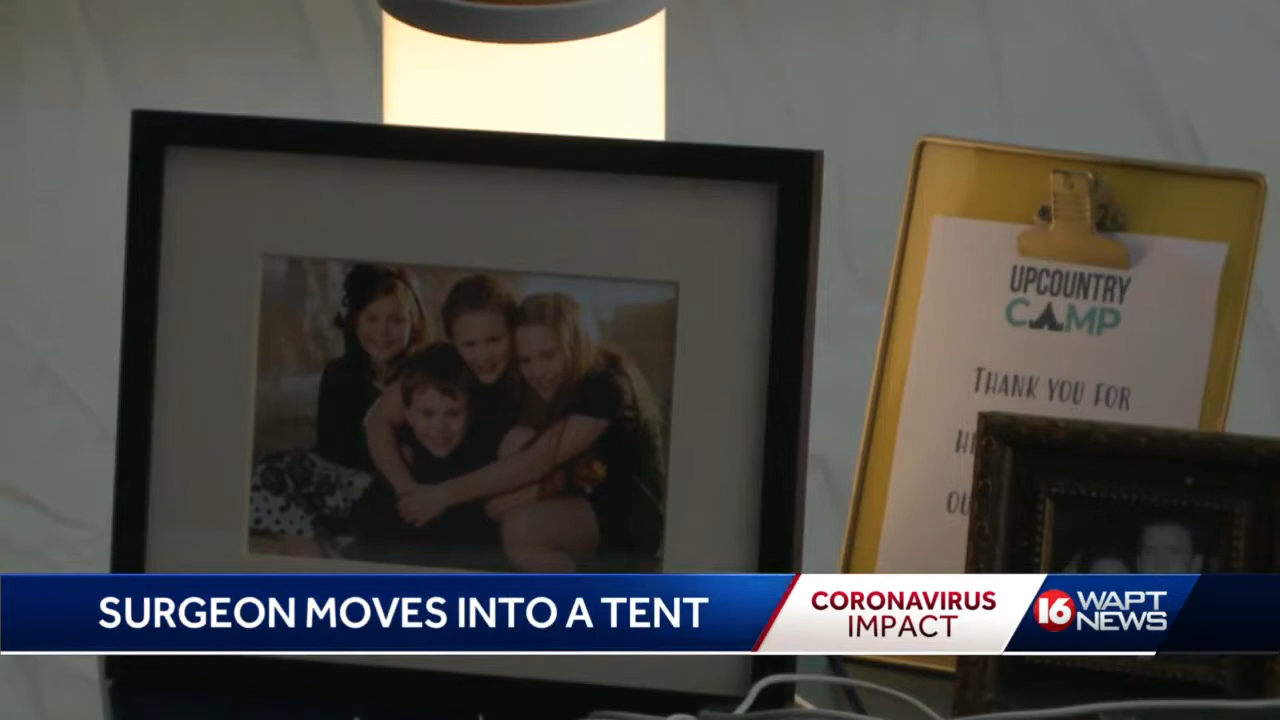 UPCOUNTRY
CAMP
THANK YOU FOR
SURGEON MOVES INTO A TENT
CORONAVIRUS
IMPACT
16 WAPT
NEWS